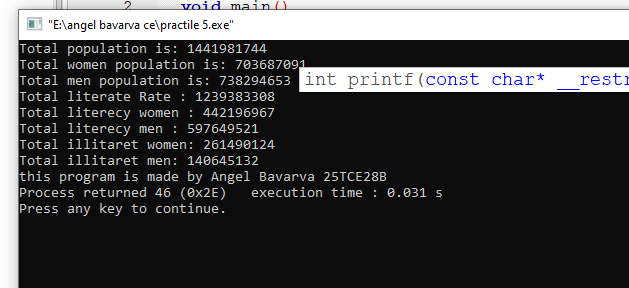 2 void main()
"E:\angel bavarva ce\practile 5.exe"
Total population is: 1441981744
Total women population is: 703687091
Total men population is: 738294653
int printf(const char* __restr
Total literate Rate : 1239383308
Total literecy women : 442196967
Total literecy men : 597649521
Total illitaret women: 261490124
Total illitaret men: 140645132
this program is made by Angel Bavarva 25TCE28B
Process returned 46 (0x2E)   execution time : 0.031 s
Press any key to continue.